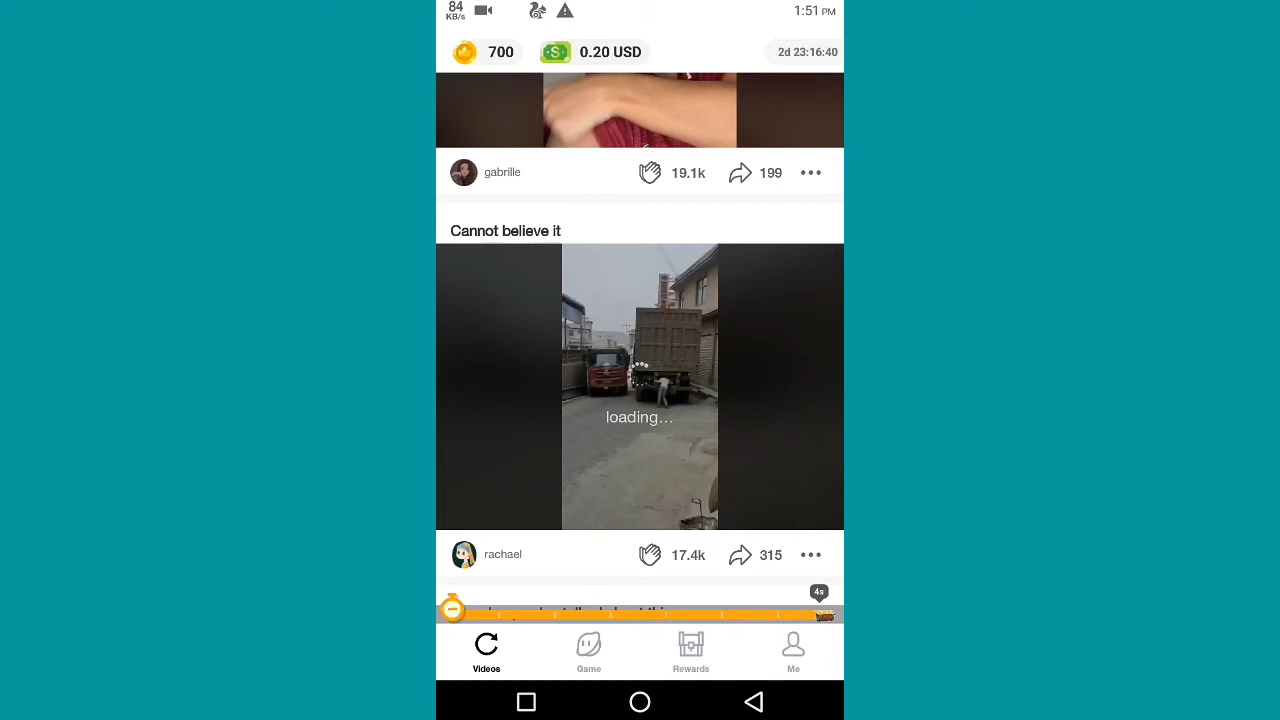 84
KB/s
1:51 PM
700
0.20 USD
2d 23:16:40
gabrille
19.1k
199
Cannot believe it
loading...
rachael
17.4k
315
4s
Videos
Game
Rewards
Me